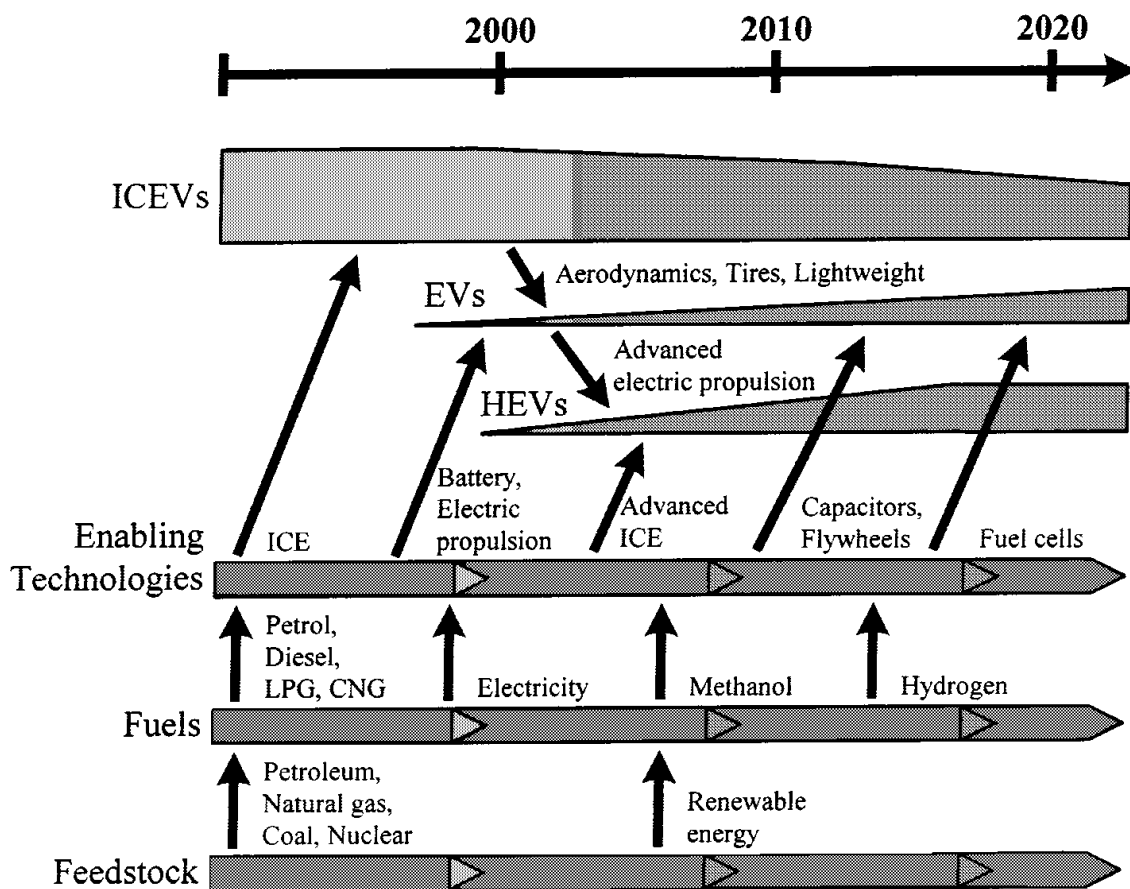 2000
2010
2020
ICEVs
Aerodynamics, Tires, Lightweight
EVs
Advanced
electric propulsion
HEVs
Battery,
Electric
propulsion
Advanced
ICE
Capacitors,
Flywheels
Enabling
Technologies
ICE
Fuel cells
Petrol,
Diesel,
LPG, CNG
Electricity
Methanol
Hydrogen
Fuels
Petroleum,
Natural gas,
Coal, Nuclear
Renewable
energy
Feedstock